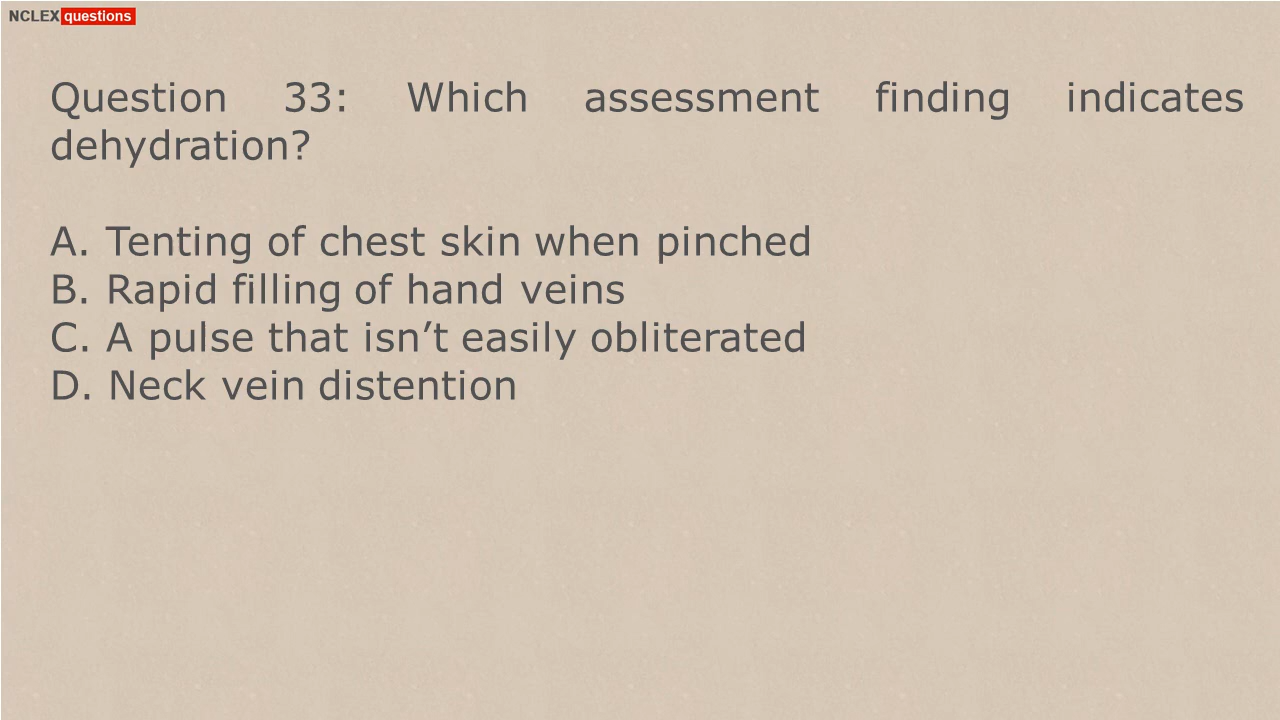 NCLEX questions
Question 33: Which assessment finding indicates
dehydration?
A. Tenting of chest skin when pinched
B. Rapid filling of hand veins
C. A pulse that isn’t easily obliterated
D. Neck vein distention